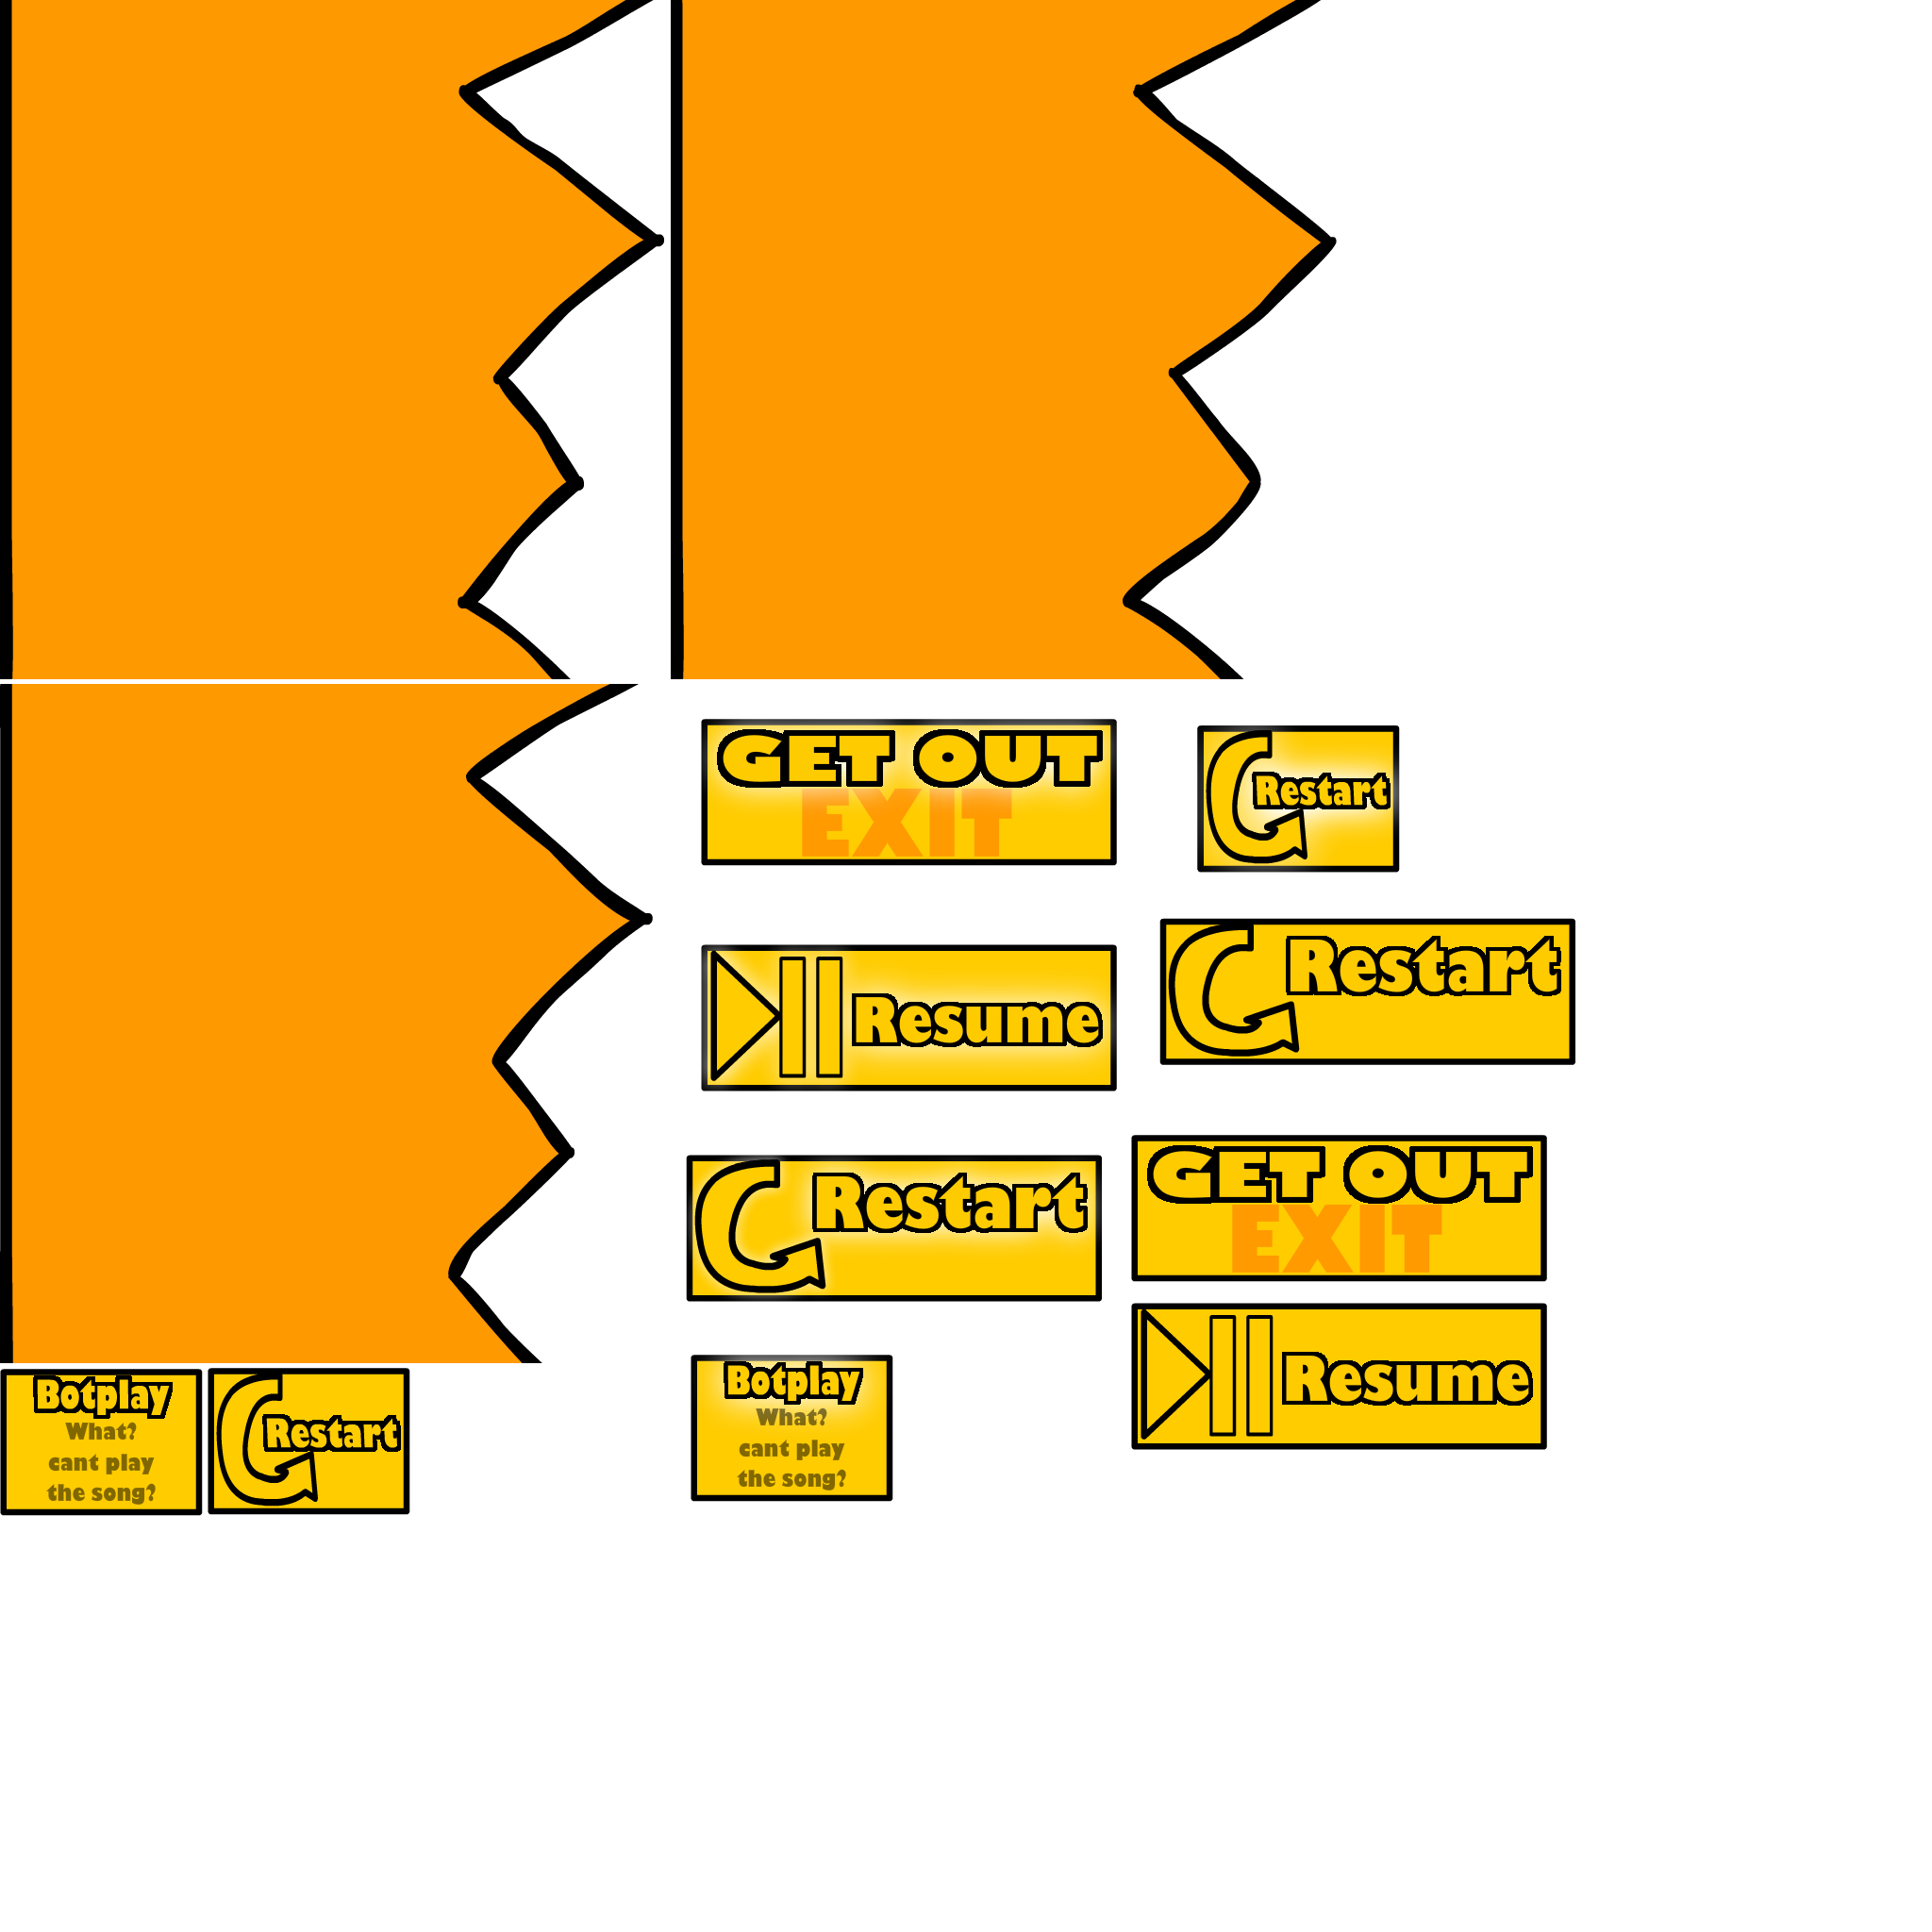 GET OUT
EXIT
Restart
Resume
Restart
Restart
GET OUT
EXIT
Resume
Botplay
What?
cant play
the song?
Restart
Botplay
What?
cant play
the song?